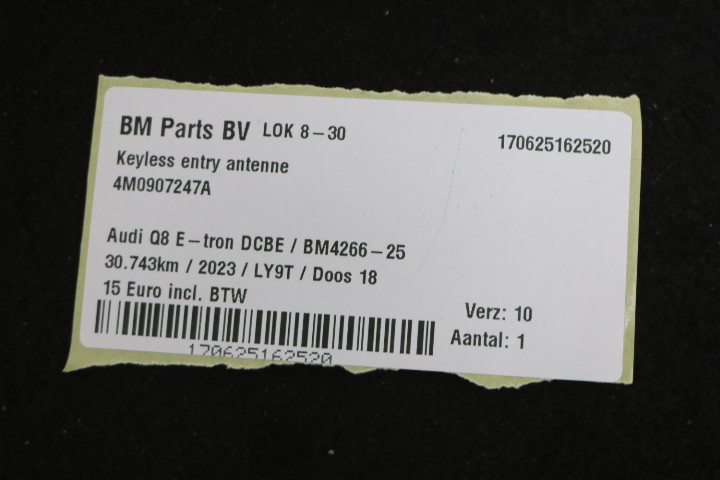 BM Parts BV LOK 8-30
170625162520
Keyless entry antenne
4M0907247A
Audi Q8 E-tron DCBE / BM4266-25
30.743km / 2023 / LY9T / Doos 18
15 Euro incl. BTW
Verz: 10
Aantal: 1
170625162520